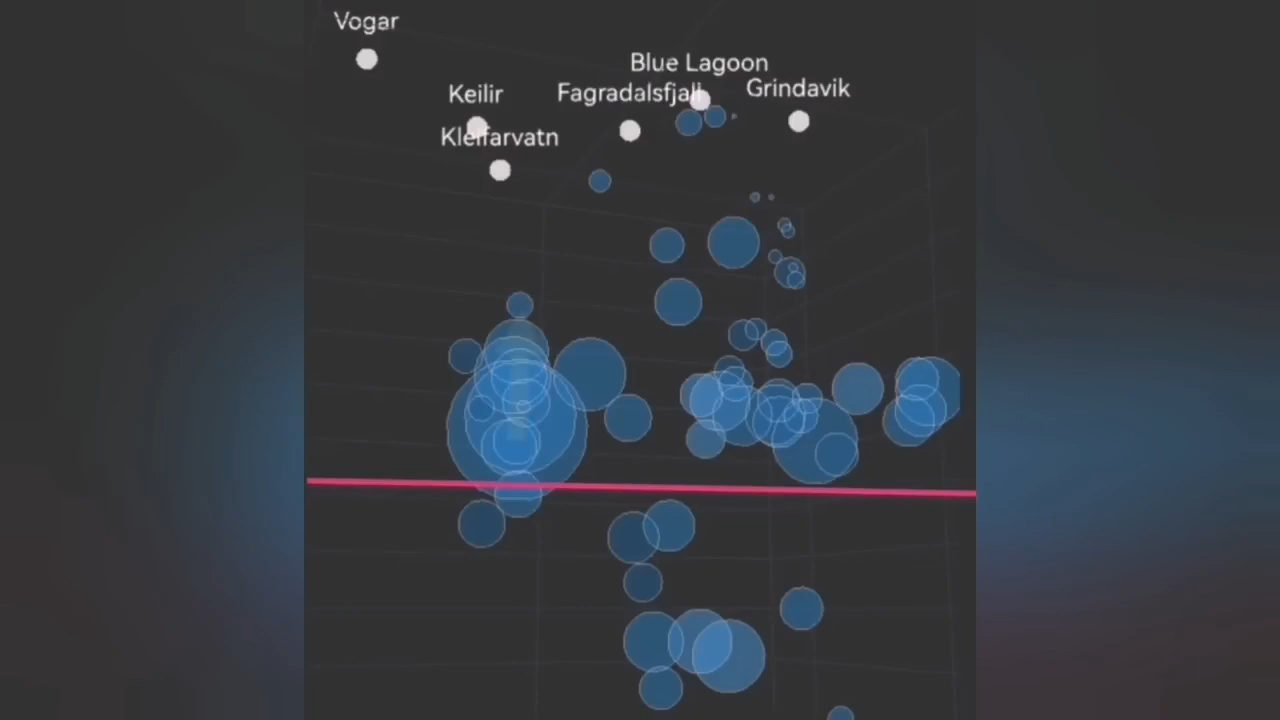 Vogar
Blue Lagoon
Keilir
Fagradalsfjall
Grindavik
Kleifarvatn